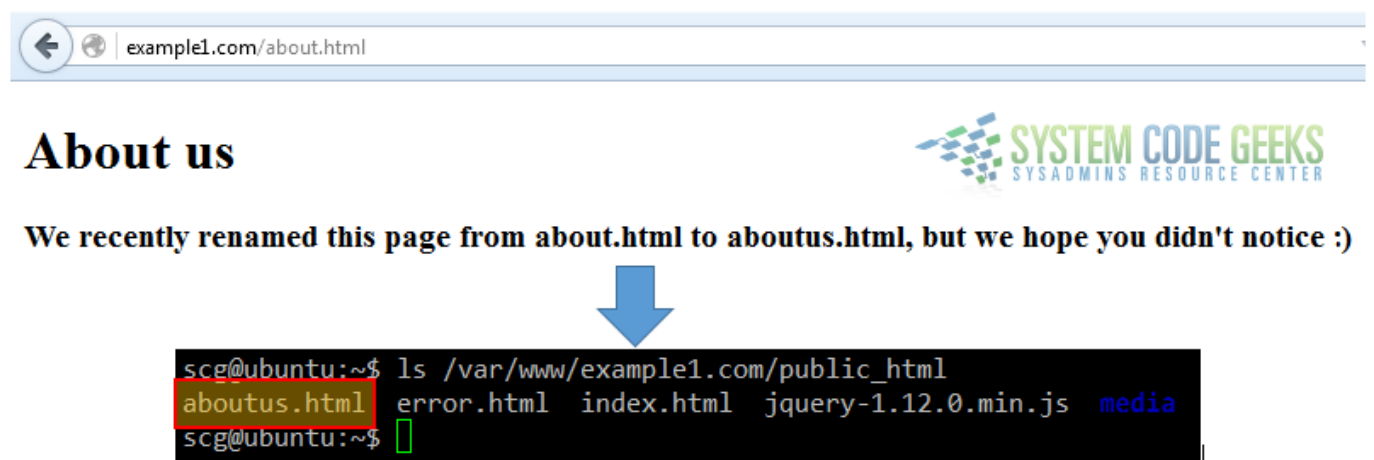 example1.com/about.html
About us
SYSTEM CODE GEEKS
SYSADMINS RESOURCE CENTER
We recently renamed this page from about.html to aboutus.html, but we hope you didn't notice :)
scg@ubuntu:~$ ls /var/www/example1.com/public_html
aboutus.html error.html index.html jquery-1.12.0.min.js media
scg@ubuntu:~$